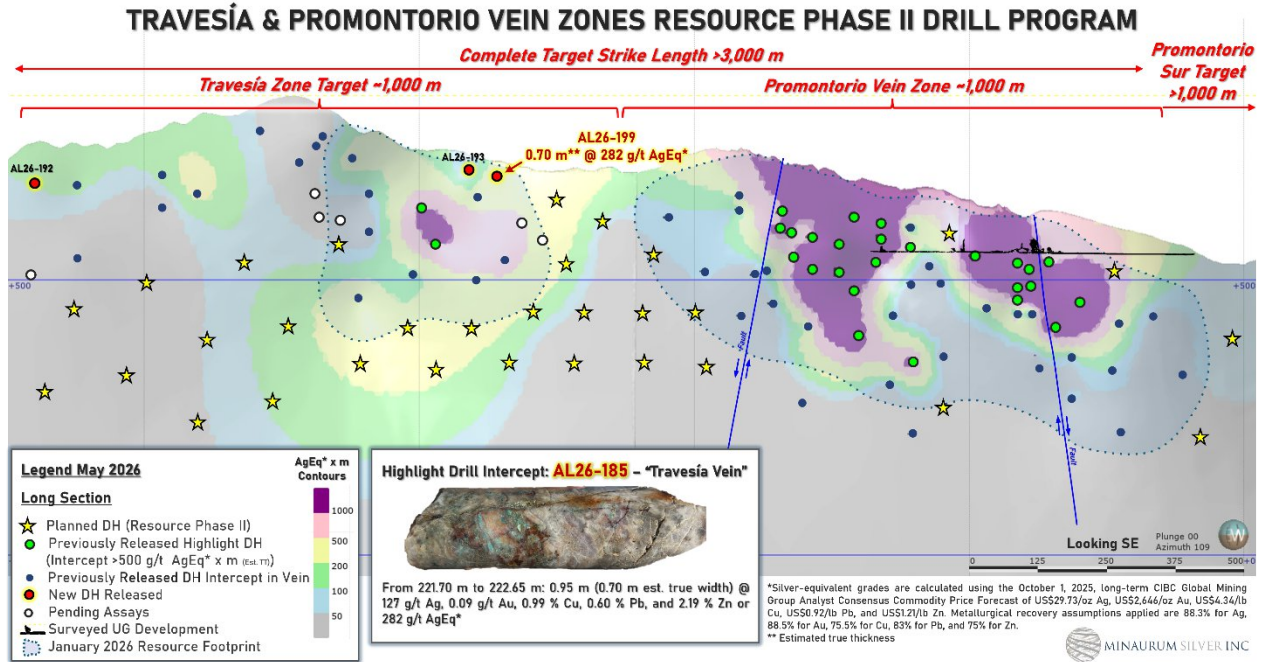 TRAVESÍA & PROMONTORIO VEIN ZONES RESOURCE PHASE II DRILL PROGRAM
Complete Target Strike Length >3,000 m
Promontorio
Sur Target
>1,000 m
Travesía Zone Target ~1,000 m
Promontorio Vein Zone ~1,000 m
AL26-199
0.70 m** @ 282 g/t AgEq*
AL26-192
AL26-193
+500
+500
Fault
Fault
Legend May 2026
Long Section
Planned DH (Resource Phase II)
Previously Released Highlight DH
(Intercept >500 g/t AgEq* x m (Est. TT))
Previously Released DH Intercept in Vein
New DH Released
Pending Assays
Surveyed UG Development
January 2026 Resource Footprint
AgEq* x m
Contours
1000
500
200
100
50
Highlight Drill Intercept: AL26-185 – "Travesía Vein"
From 221.70 m to 222.65 m: 0.95 m (0.70 m est. true width) @
127 g/t Ag, 0.09 g/t Au, 0.99 % Cu, 0.60 % Pb, and 2.19 % Zn or
282 g/t AgEq*
Looking SE
Plunge 00
Azimuth 109
0 125 250 375 500
*Silver-equivalent grades are calculated using the October 1, 2025, long-term CIBC Global Mining
Group Analyst Consensus Commodity Price Forecast of US$29.73/oz Ag, US$2,646/oz Au, US$4.34/lb
Cu, US$0.92/lb Pb, and US$1.21/lb Zn. Metallurgical recovery assumptions applied are 88.3% for Ag,
88.5% for Au, 75.5% for Cu, 83% for Pb, and 75% for Zn.
** Estimated true thickness
MINAURUM SILVER INC